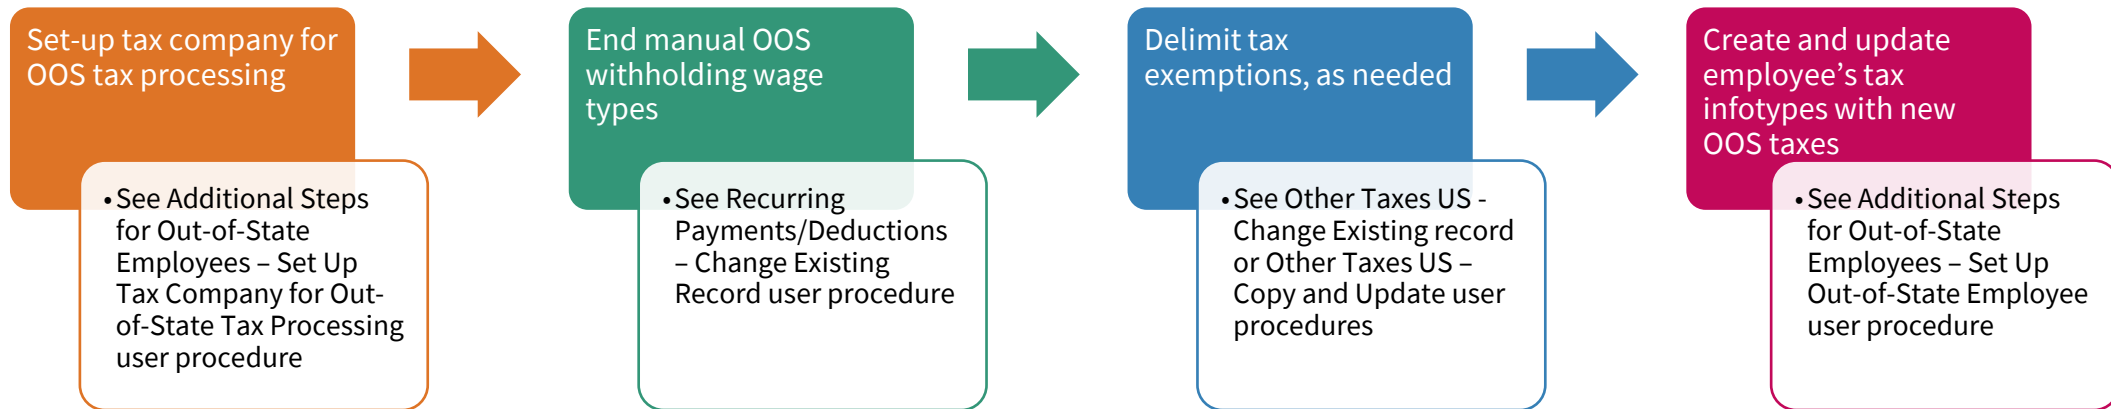 Set-up tax company for
OOS tax processing
• See Additional Steps
for Out-of-State
Employees – Set Up
Tax Company for Out-
of-State Tax Processing
user procedure
End manual OOS
withholding wage
types
• See Recurring
Payments/Deductions
– Change Existing
Record user procedure
Delimit tax
exemptions, as needed
• See Other Taxes US -
Change Existing record
or Other Taxes US –
Copy and Update user
procedures
Create and update
employee’s tax
infotypes with new
OOS taxes
• See Additional Steps
for Out-of-State
Employees – Set Up
Out-of-State Employee
user procedure